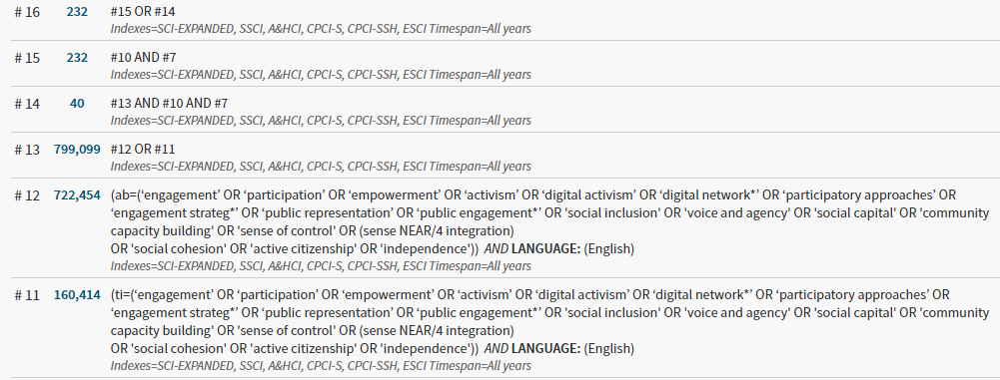 # 16 232 #15 OR #14
Indexes=SCI-EXPANDED, SSCI, A&HCI, CPCI-S, CPCI-SSH, ESCI Timespan=All years
# 15 232 #10 AND #7
Indexes=SCI-EXPANDED, SSCI, A&HCI, CPCI-S, CPCI-SSH, ESCI Timespan=All years
# 14 40 #13 AND #10 AND #7
Indexes=SCI-EXPANDED, SSCI, A&HCI, CPCI-S, CPCI-SSH, ESCI Timespan=All years
# 13 799,099 #12 OR #11
Indexes=SCI-EXPANDED, SSCI, A&HCI, CPCI-S, CPCI-SSH, ESCI Timespan=All years
# 12 722,454 (ab=(‘engagement’ OR ‘participation’ OR ‘empowerment’ OR ‘activism’ OR ‘digital activism’ OR ‘digital network*’ OR ‘participatory approaches’ OR
‘engagement strateg*’ OR ‘public representation’ OR ‘public engagement*’ OR 'social inclusion' OR 'voice and agency' OR 'social capital' OR 'community
capacity building' OR 'sense of control' OR (sense NEAR/4 integration)
OR 'social cohesion' OR 'active citizenship' OR 'independence')) AND LANGUAGE: (English)
Indexes=SCI-EXPANDED, SSCI, A&HCI, CPCI-S, CPCI-SSH, ESCI Timespan=All years
# 11 160,414 (ti=(‘engagement’ OR ‘participation’ OR ‘empowerment’ OR ‘activism’ OR ‘digital activism’ OR ‘digital network*’ OR ‘participatory approaches’ OR
‘engagement strateg*’ OR ‘public representation’ OR ‘public engagement*’ OR 'social inclusion' OR 'voice and agency' OR 'social capital' OR 'community
capacity building' OR 'sense of control' OR (sense NEAR/4 integration)
OR 'social cohesion' OR 'active citizenship' OR 'independence')) AND LANGUAGE: (English)
Indexes=SCI-EXPANDED, SSCI, A&HCI, CPCI-S, CPCI-SSH, ESCI Timespan=All years